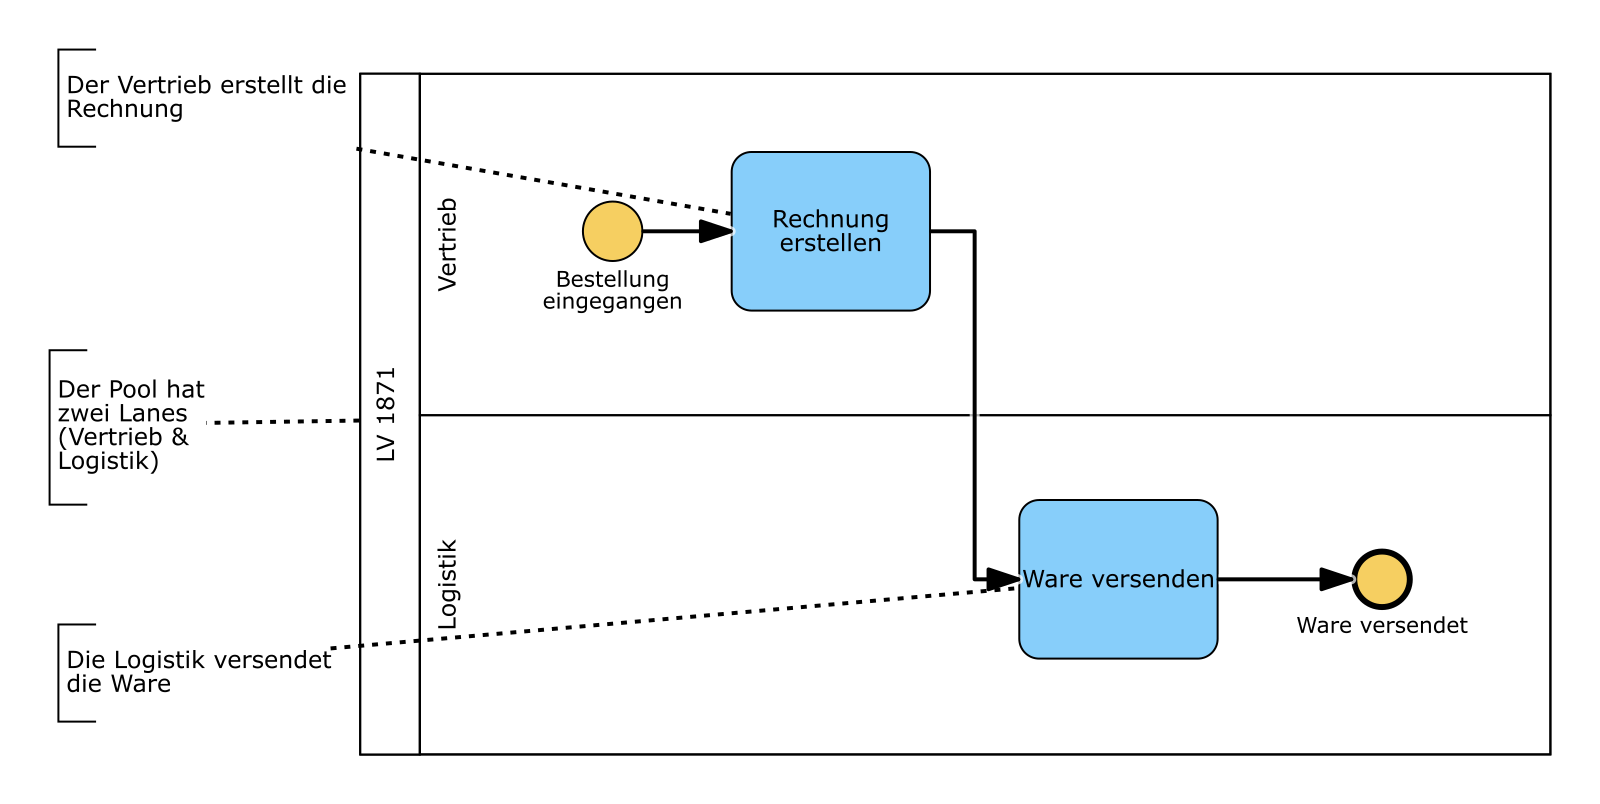 Der Vertrieb erstellt die
Rechnung
Vertrieb
Bestellung
eingegangen
Rechnung
erstellen
Der Pool hat
zwei Lanes
(Vertrieb &
Logistik)
LV 1871
Logistik
Ware versenden
Ware versendet
Die Logistik versendet
die Ware